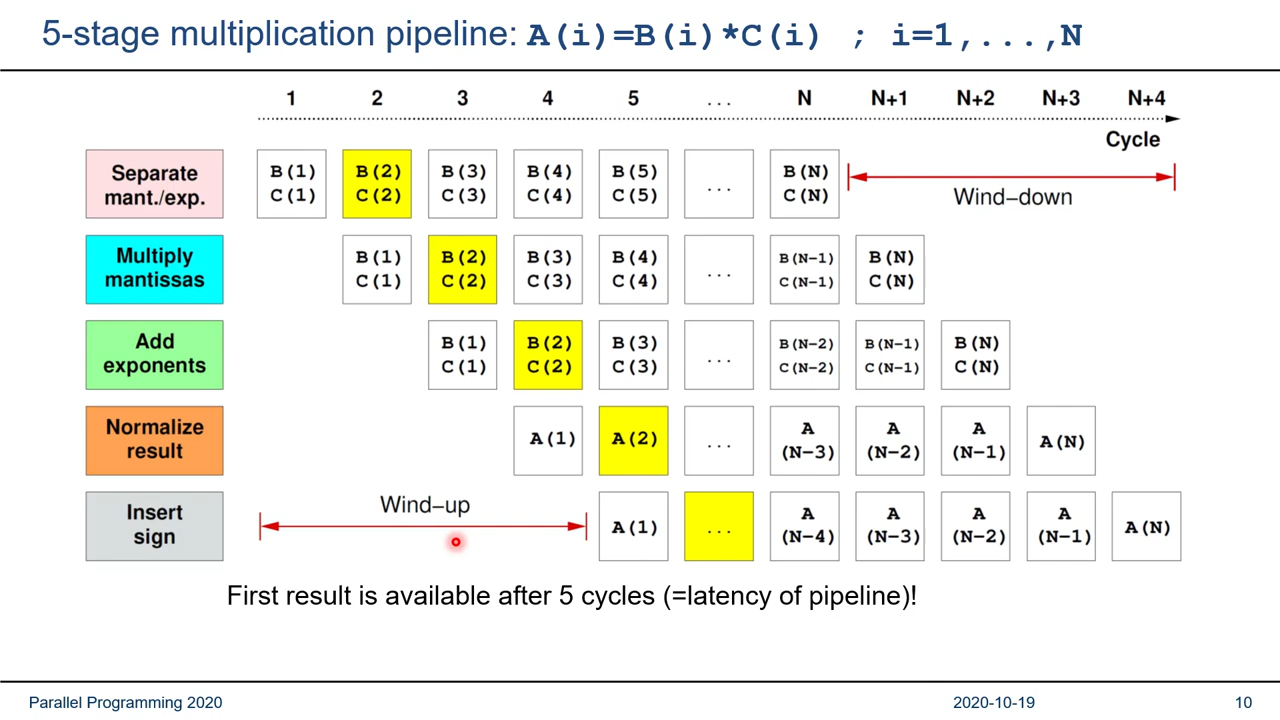 5-stage multiplication pipeline: A(i)=B(i)*C(i) ; i=1,...,N
1 2 3 4 5 ... N N+1 N+2 N+3 N+4
Cycle
Separate
mant./exp.
B(1) B(2) B(3) B(4) B(5) ... B(N)
C(1) C(2) C(3) C(4) C(5) C(N)
Wind-down
Multiply
mantissas
B(1) B(2) B(3) B(4) ... B(N-1) B(N)
C(1) C(2) C(3) C(4) C(N-1) C(N)
Add
exponents
B(1) B(2) B(3) ... B(N-2) B(N-1) B(N)
C(1) C(2) C(3) C(N-2) C(N-1) C(N)
Normalize
result
A(1) A(2) ... A A A A(N)
(N-3) (N-2) (N-1)
Insert
sign
Wind-up
A(1) ... A A A A A(N)
(N-4) (N-3) (N-2) (N-1)
First result is available after 5 cycles (=latency of pipeline)!
Parallel Programming 2020
2020-10-19
10